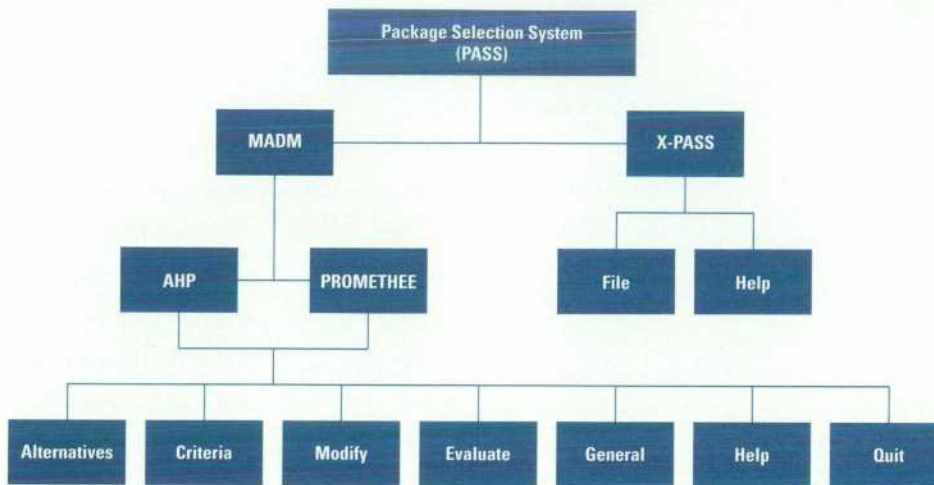 Package Selection System
(PASS)
MADM
X-PASS
AHP
PROMETHEE
File
Help
Alternatives
Criteria
Modify
Evaluate
General
Help
Quit